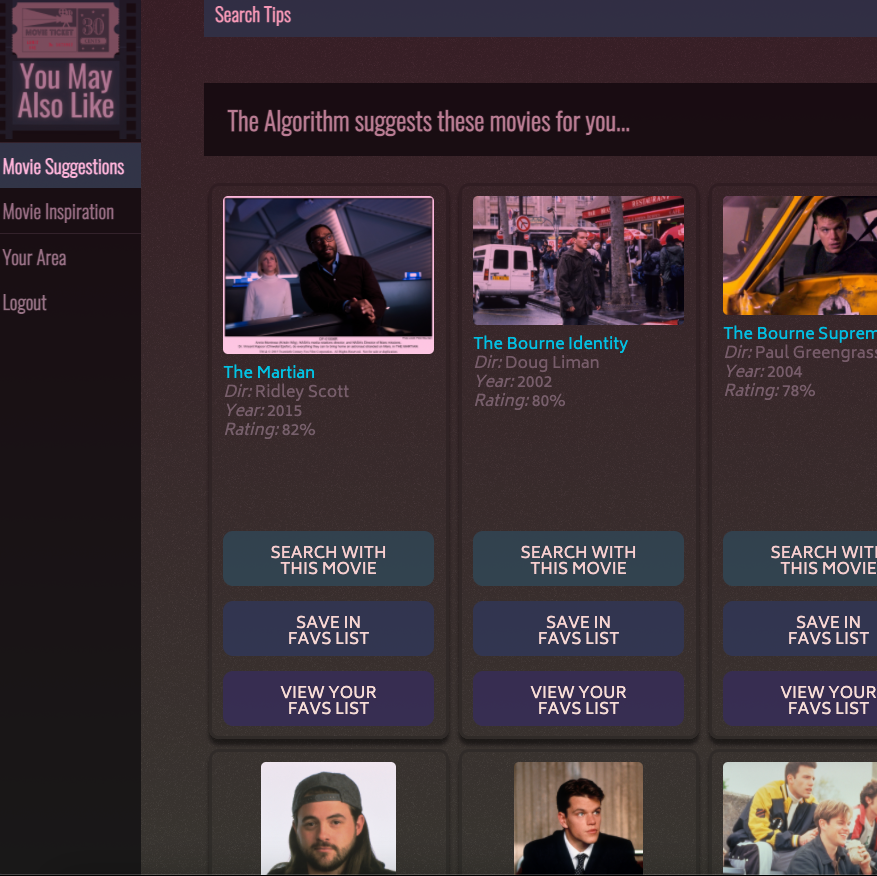 MOVIE TICKET
30
You May
Also Like
Movie Suggestions
Movie Inspiration
Your Area
Logout
Search Tips
The Algorithm suggests these movies for you...
The Martian
Dir: Ridley Scott
Year: 2015
Rating: 82%
SEARCH WITH
THIS MOVIE
SAVE IN
FAVS LIST
VIEW YOUR
FAVS LIST
RESTAURANT
The Bourne Identity
Dir: Doug Liman
Year: 2002
Rating: 80%
SEARCH WITH
THIS MOVIE
SAVE IN
FAVS LIST
VIEW YOUR
FAVS LIST
The Bourne Suprem
Dir: Paul Greengrass
Year: 2004
Rating: 78%
SEARCH WIT
THIS MOVIE
SAVE IN
FAVS LIST
VIEW YOUR
FAVS LIST